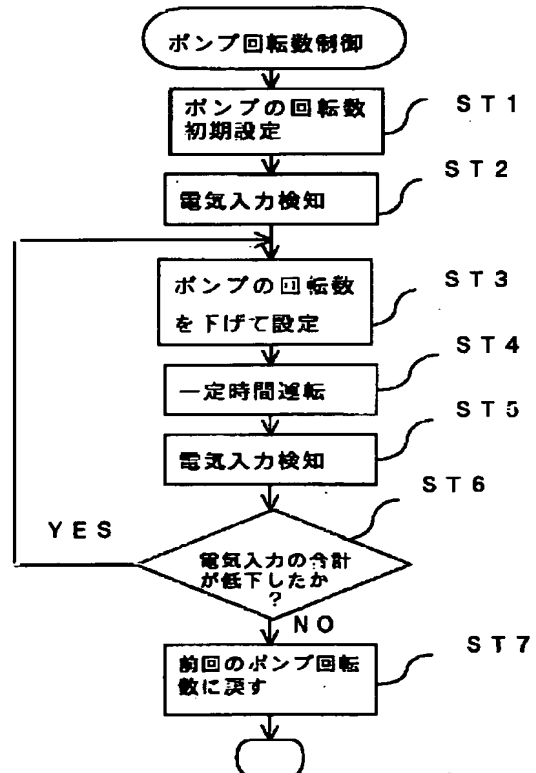 ポンプ回転数制御
ポンプの回転数
初期設定
ST1
電気入力検知
ST2
ポンプの回転数
を下げて設定
ST3
一定時間運転
ST4
電気入力検知
ST5
電気入力の合計
が低下したか
?
ST6
YES
NO
前回のポンプ回転
数に戻す
ST7